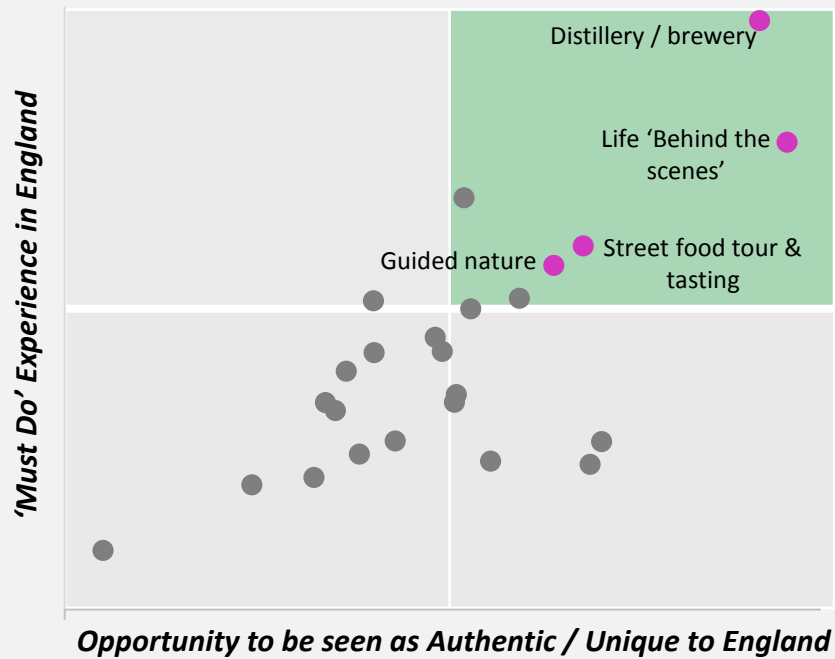 Distillery / brewery
Life ‘Behind the
scenes’
Guided nature
Street food tour &
tasting
‘Must Do’ Experience in England
Opportunity to be seen as Authentic / Unique to England